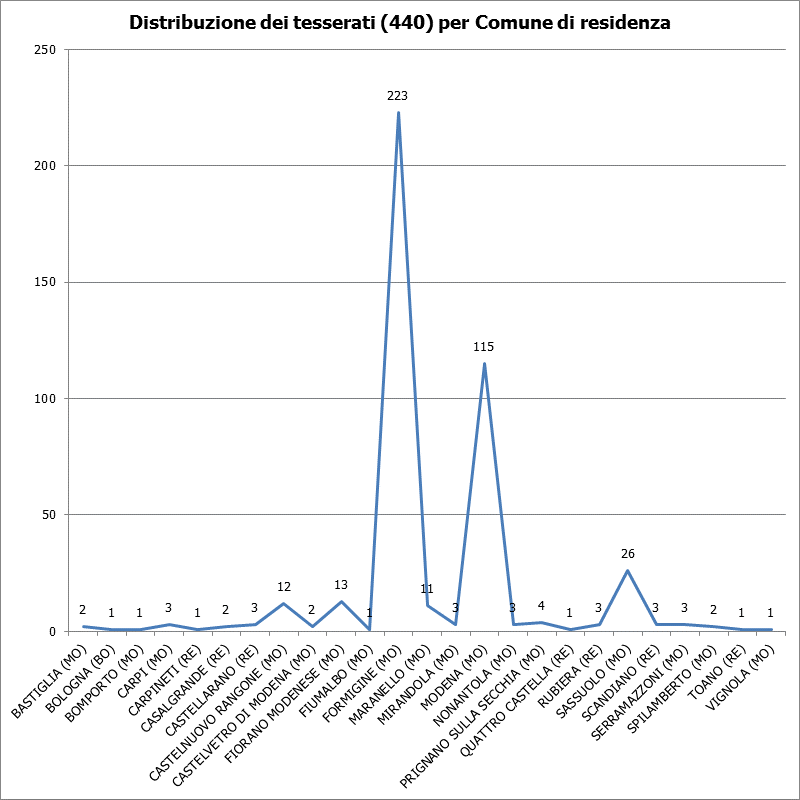 Distribuzione dei tesserati (440) per Comune di residenza
250
200
150
100
50
0
2
1
1
3
1
2
3
12
2
13
1
223
11
3
115
3
4
1
3
26
3
3
2
1
1
BASTIGLIA (MO)
BOLOGNA (BO)
BOMPORTO (MO)
CARPI (MO)
CARPINETI (RE)
CASALGRANDE (RE)
CASTELLARANO (RE)
CASTELNUOVO RANGONE (MO)
CASTELVETRO DI MODENA (MO)
FIORANO MODENESE (MO)
FIUMALBO (MO)
FORMIGINE (MO)
MARANELLO (MO)
MIRANDOLA (MO)
MODENA (MO)
NONANTOLA (MO)
PRIGNANO SULLA SECCHIA (MO)
QUATTRO CASTELLA (RE)
RUBIERA (RE)
SASSUOLO (MO)
SCANDIANO (RE)
SERRAMAZZONI (MO)
SPILAMBERTO (MO)
TOANO (RE)
VIGNOLA (MO)